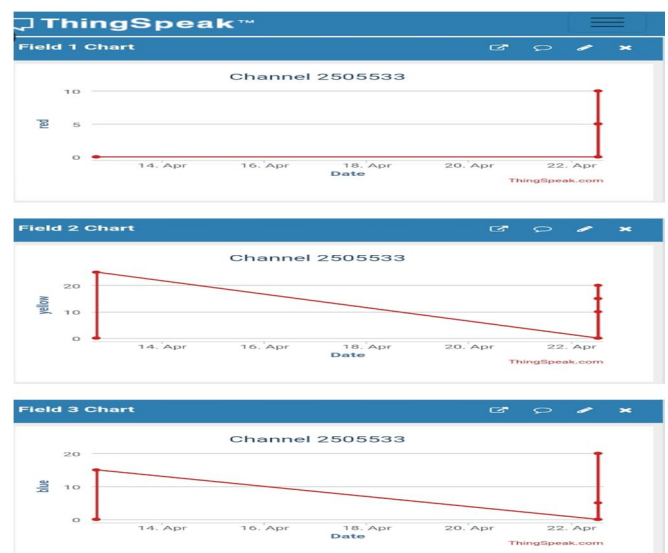 ThingSpeak™
Field 1 Chart
Channel 2505533
10
5
0
red
14. Apr 16. Apr 18. Apr 20. Apr 22. Apr
Date
ThingSpeak.com
Field 2 Chart
Channel 2505533
20
10
0
yellow
14. Apr 16. Apr 18. Apr 20. Apr 22. Apr
Date
ThingSpeak.com
Field 3 Chart
Channel 2505533
20
10
0
blue
14. Apr 16. Apr 18. Apr 20. Apr 22. Apr
Date
ThingSpeak.com